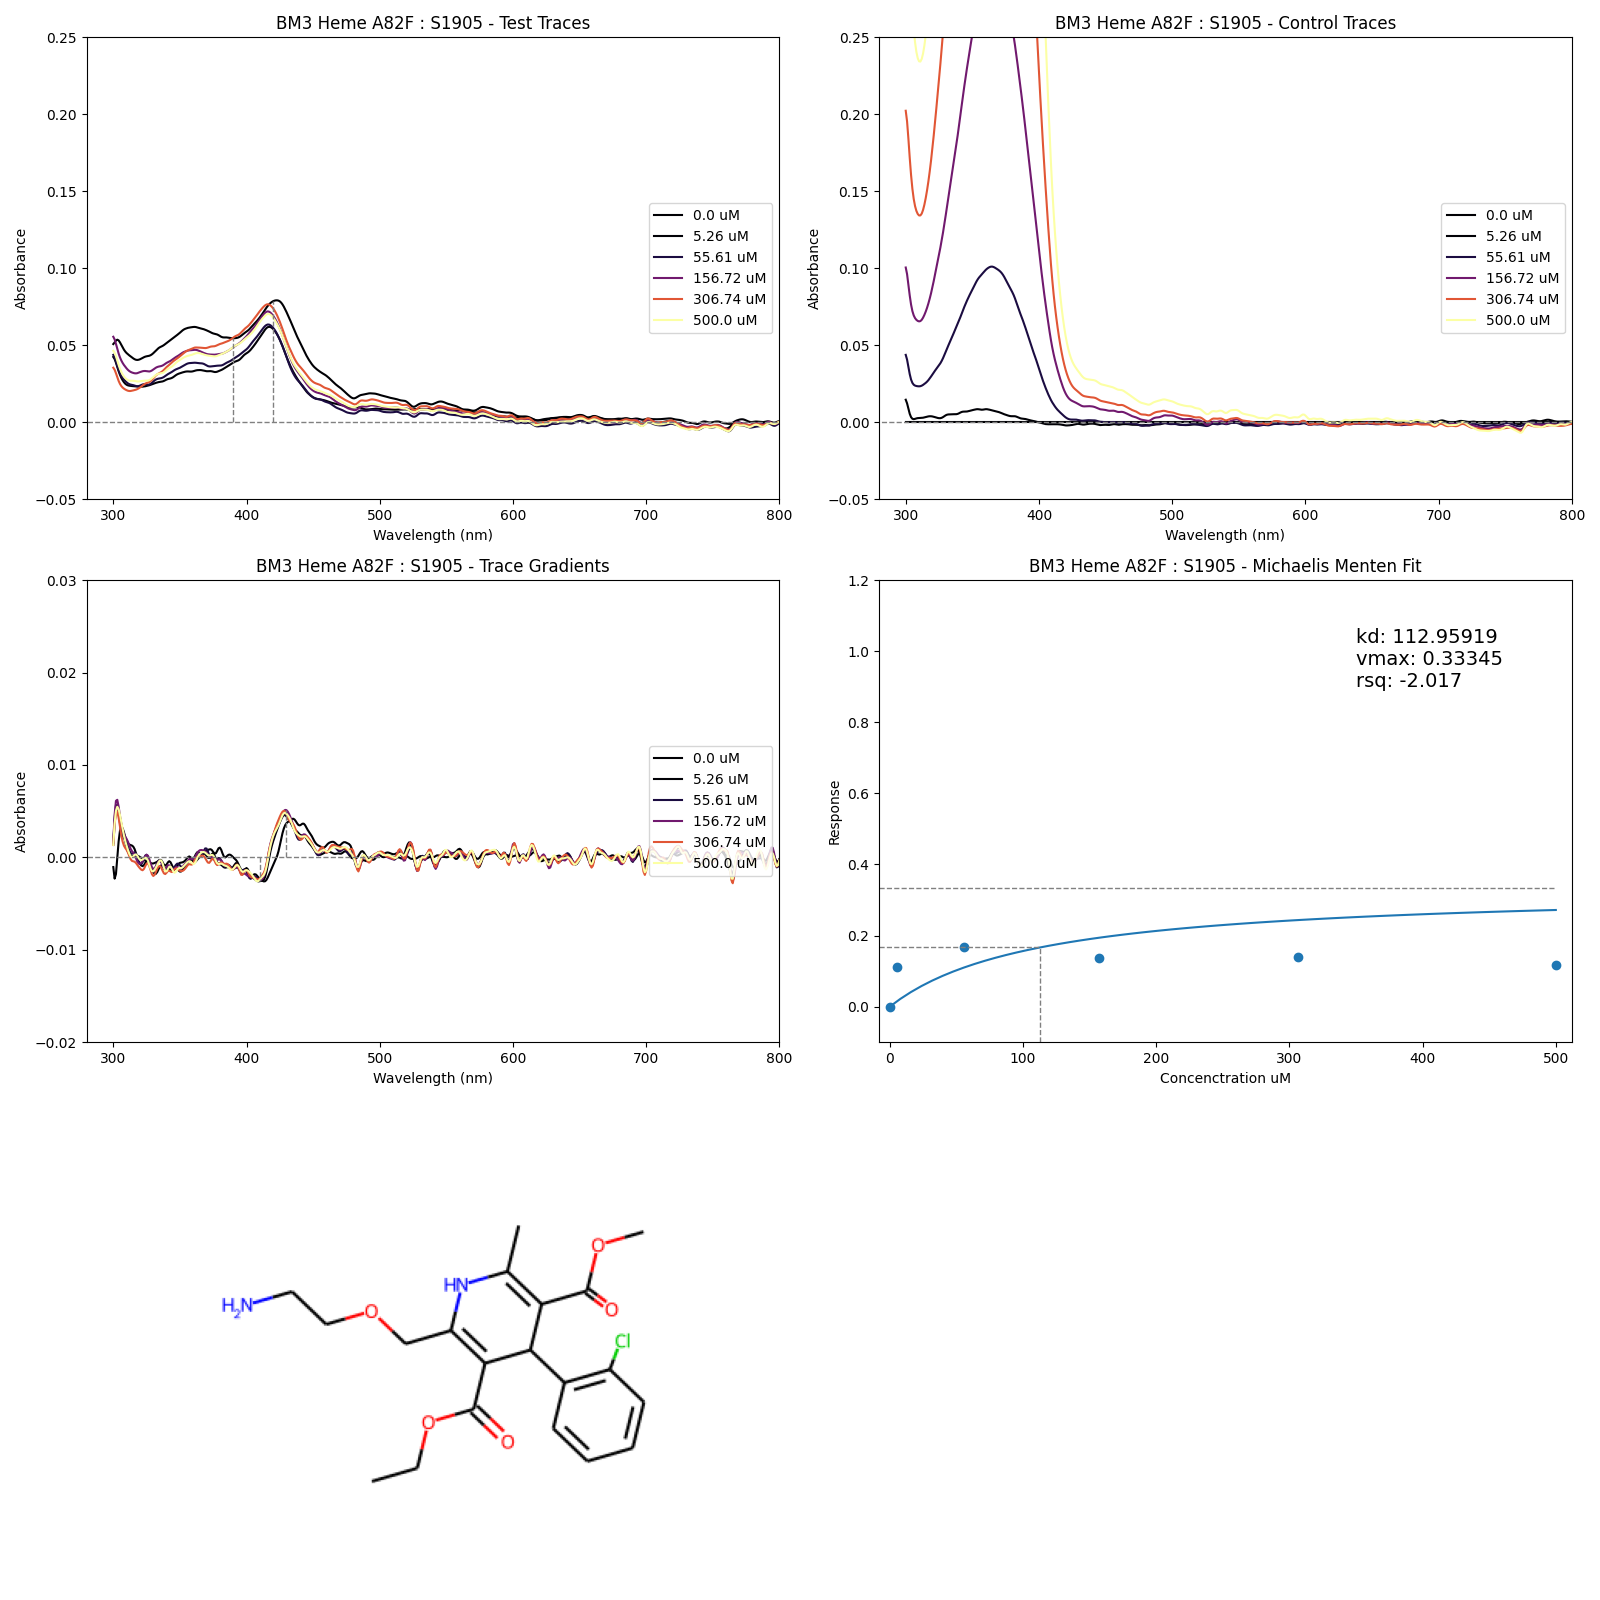 BM3 Heme A82F : S1905 - Test Traces
0.25
0.20
0.15
0.10
0.05
0.00
−0.05
Absorbance
0.0 uM
5.26 uM
55.61 uM
156.72 uM
306.74 uM
500.0 uM
300 400 500 600 700 800
Wavelength (nm)
BM3 Heme A82F : S1905 - Control Traces
0.25
0.20
0.15
0.10
0.05
0.00
−0.05
Absorbance
0.0 uM
5.26 uM
55.61 uM
156.72 uM
306.74 uM
500.0 uM
300 400 500 600 700 800
Wavelength (nm)
BM3 Heme A82F : S1905 - Trace Gradients
0.03
0.02
0.01
0.00
−0.01
−0.02
Absorbance
0.0 uM
5.26 uM
55.61 uM
156.72 uM
306.74 uM
500.0 uM
300 400 500 600 700 800
Wavelength (nm)
BM3 Heme A82F : S1905 - Michaelis Menten Fit
1.2
1.0
0.8
0.6
0.4
0.2
0.0
Response
kd: 112.95919
vmax: 0.33345
rsq: -2.017
0 100 200 300 400 500
Concenctration uM
O
HN
H2N
O
O
Cl
O
O